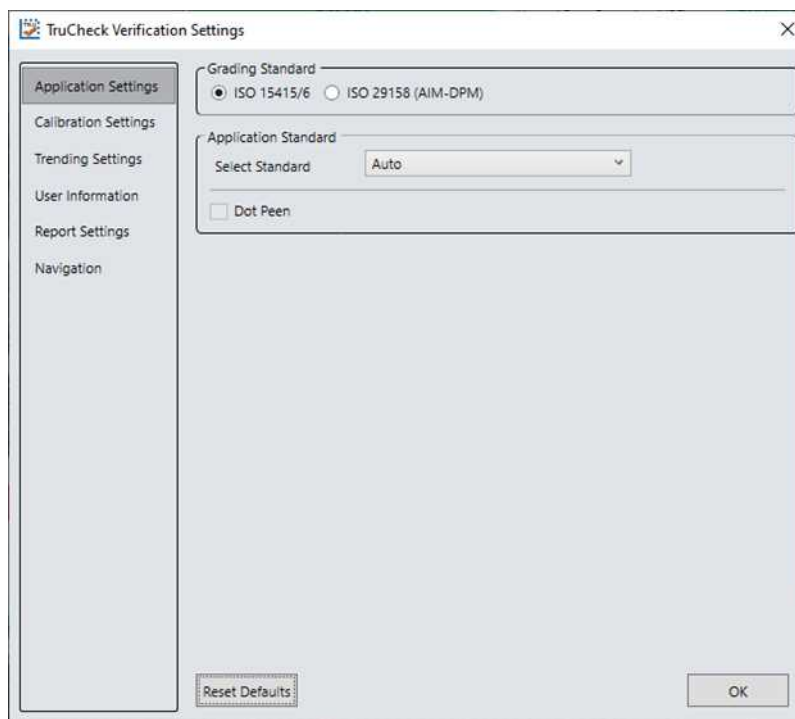 TruCheck Verification Settings
Application Settings
Calibration Settings
Trending Settings
User Information
Report Settings
Navigation
Grading Standard
ISO 15415/6 ISO 29158 (AIM-DPM)
Application Standard
Select Standard Auto
Dot Peen
Reset Defaults OK